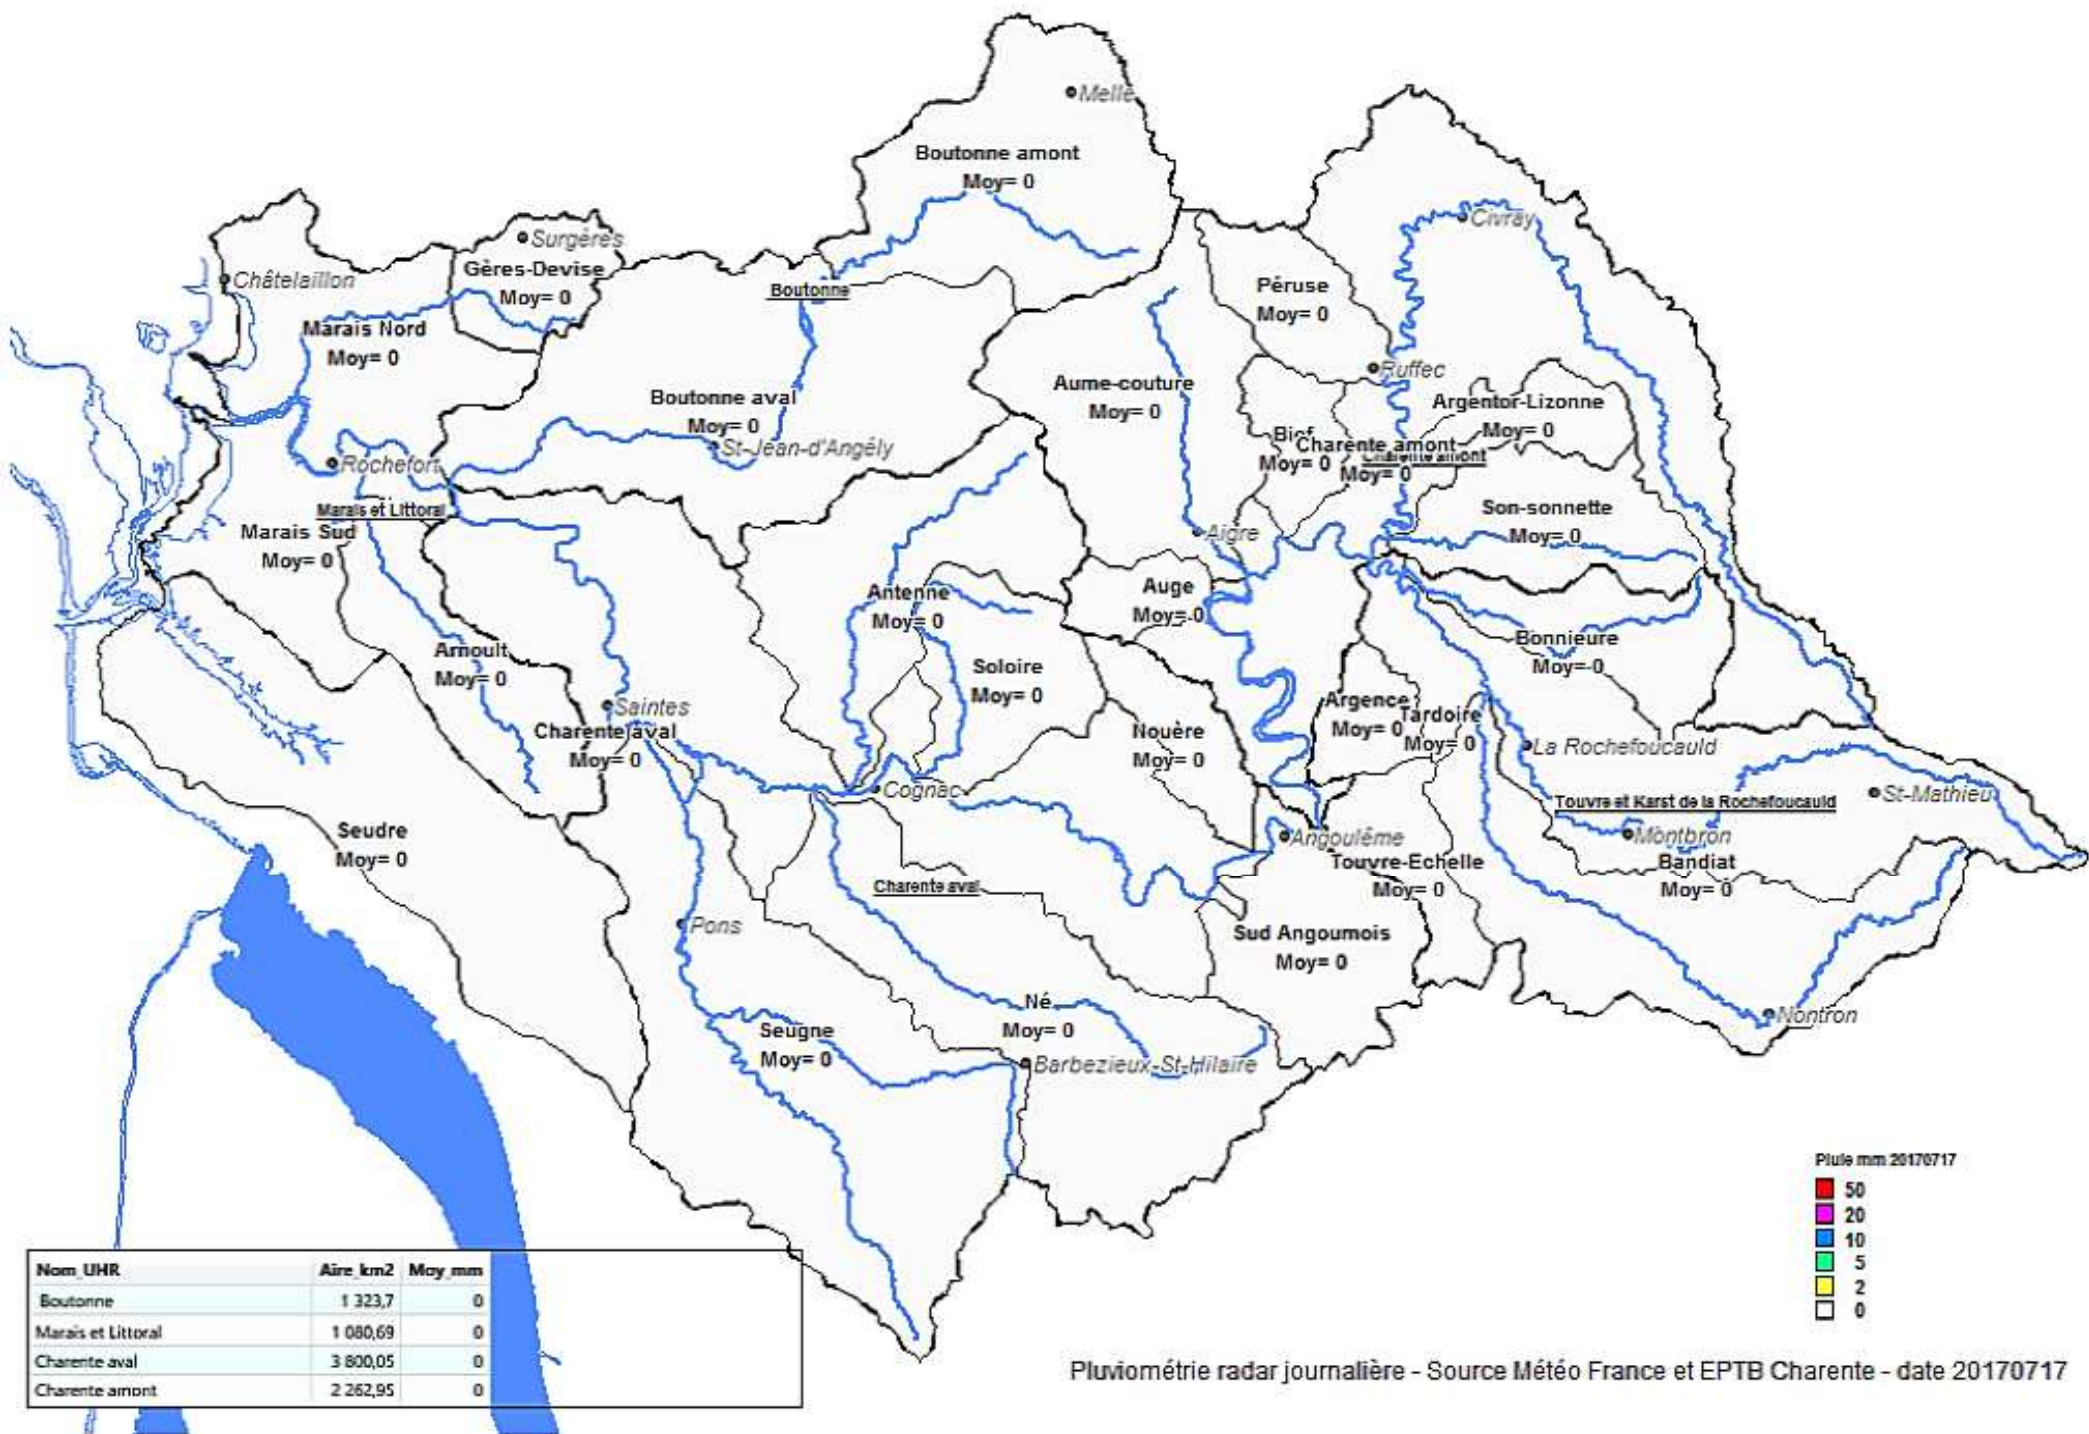 Melle
Boutonne amont
Moy= 0
Civray
Surgères
Gères-Devise
Moy= 0
Châtelaillon
Boutonne
Péruse
Moy= 0
Marais Nord
Moy= 0
Ruffec
Aume-couture
Moy= 0
Boutonne aval
Moy= 0
Argentor-Lizonne
Moy= 0
St-Jean-d'Angély
Bief
Moy= 0
Charente amont
Charente amont
Moy= 0
Rochefort
Marais et Littoral
Marais Sud
Moy= 0
Son-sonnette
Moy= 0
Aigre
Auge
Moy= 0
Antenne
Moy= 0
Bonnieure
Moy= 0
Arnoult
Moy= 0
Soloire
Moy= 0
Saintes
Charente aval
Moy= 0
Nouère
Moy= 0
Argence
Moy= 0
Tardoire
Moy= 0
La Rochefoucauld
Cognac
St-Mathieu
Touvre et Karst de la Rochefoucauld
Seudre
Moy= 0
Angoulême
Montbron
Touvre-Echelle
Moy= 0
Bandiat
Moy= 0
Charente aval
Pons
Sud Angoumois
Moy= 0
Né
Moy= 0
Nontron
Seugne
Moy= 0
Barbezieux-St-Hilaire
Pluie mm 20170717
50
20
10
5
2
0
Nom_UHR Aire_km2 Moy_mm
Boutonne 1 323,7 0
Marais et Littoral 1 080,69 0
Charente aval 3 800,05 0
Charente amont 2 262,95 0
Pluviométrie radar journalière - Source Météo France et EPTB Charente - date 20170717